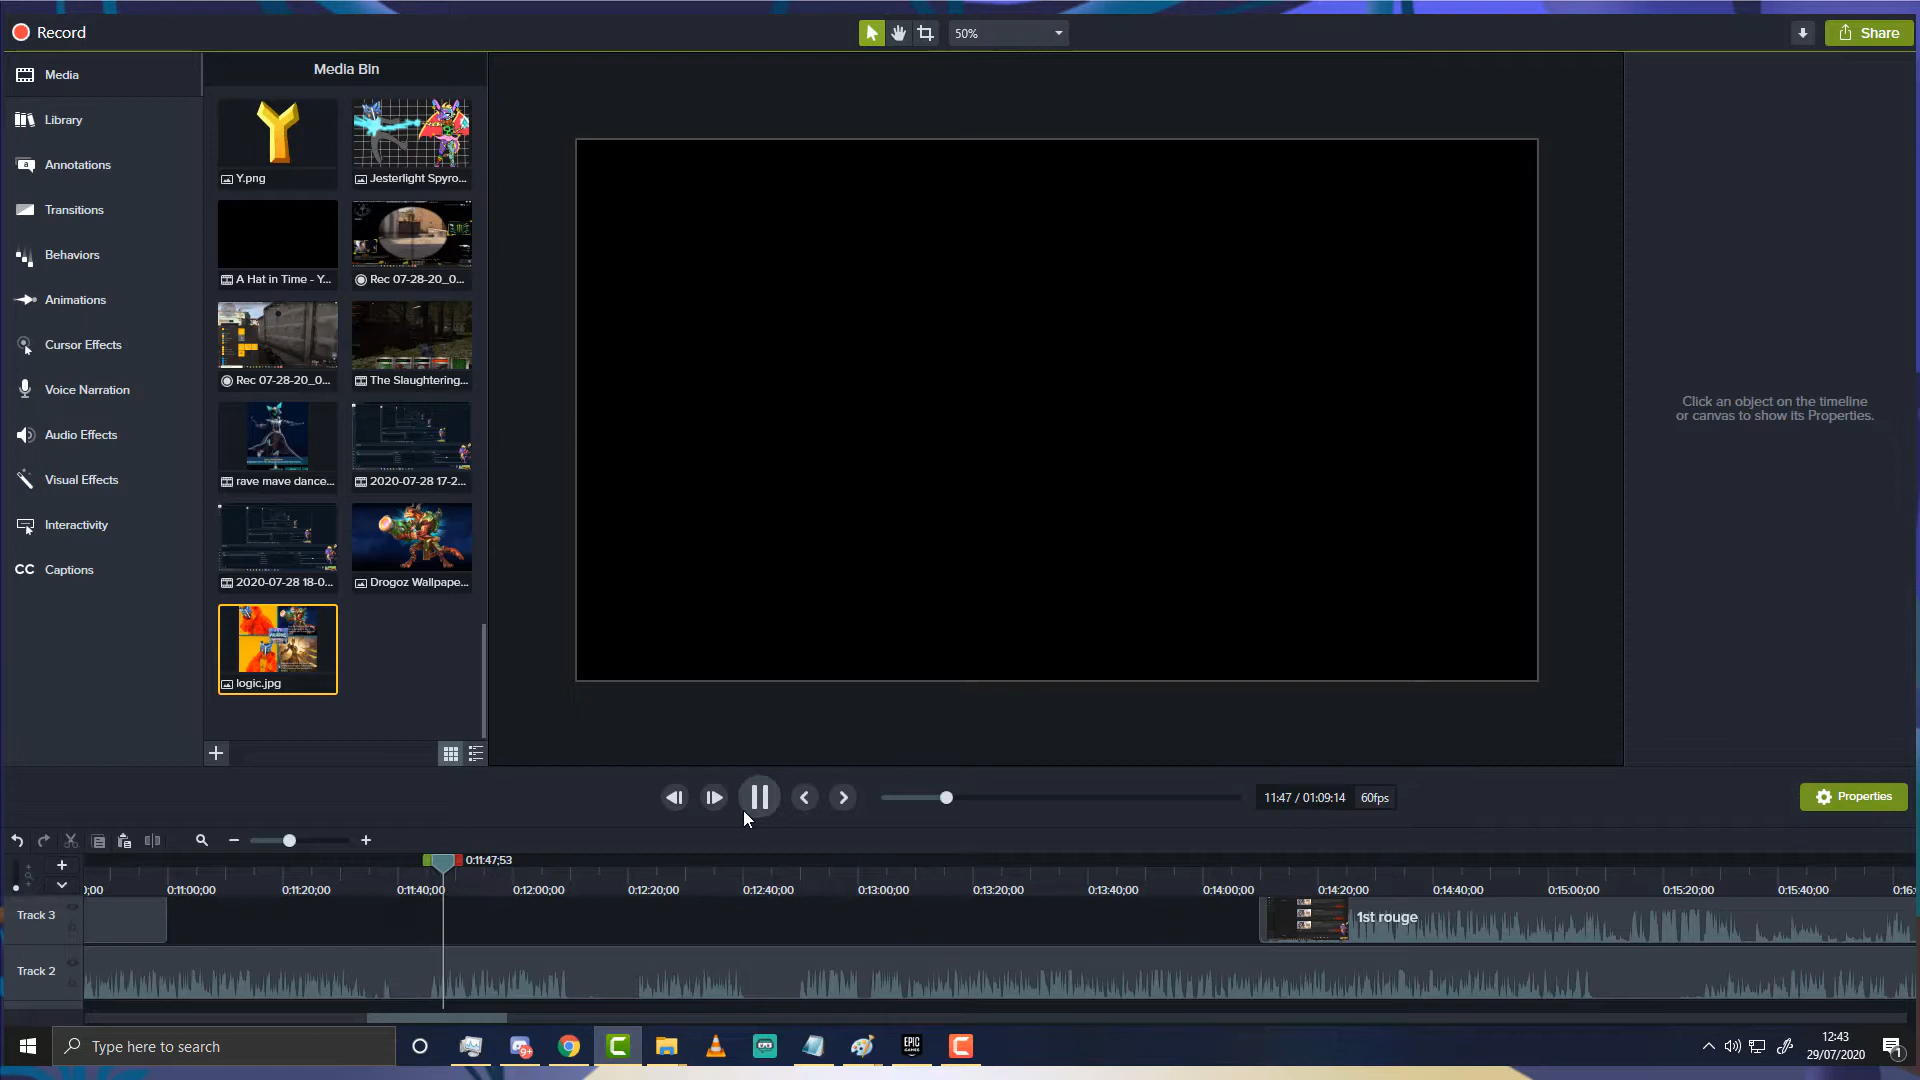 Record
50%
Share
Media
Library
Annotations
Transitions
Behaviors
Animations
Cursor Effects
Voice Narration
Audio Effects
Visual Effects
Interactivity
CC Captions
Media Bin
Y.png
Jesterlight Spyro...
A Hat in Time - Y...
Rec 07-28-20_0...
Rec 07-28-20_0...
The Slaughtering...
rave mave dance...
2020-07-28 17-2...
2020-07-28 18-0...
Drogoz Wallpape...
logic.jpg
Click an object on the timeline
or canvas to show its Properties.
11:47 / 01:09:14 60fps
Properties
0:11:47;53
);00 0:11:00;00 0:11:20;00 0:11:40;00 0:12:00;00 0:12:20;00 0:12:40;00 0:13:00;00 0:13:20;00 0:13:40;00 0:14:00;00 0:14:20;00 0:14:40;00 0:15:00;00 0:15:20;00 0:15:40;00 0:16:
Track 3
1st rouge
Track 2
Type here to search
9+
EPIC
GAMES
12:43
29/07/2020
1